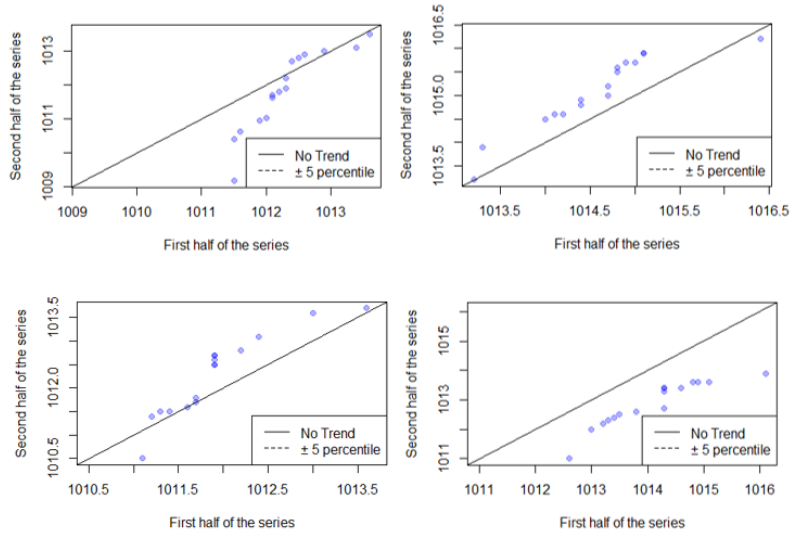 Second half of the series
1013
1011
1009
No Trend
± 5 percentile
1009 1010 1011 1012 1013
First half of the series
Second half of the series
1016.5
1015.0
1013.5
No Trend
± 5 percentile
1013.5 1014.5 1015.5 1016.5
First half of the series
Second half of the series
1013.5
1012.0
1010.5
No Trend
± 5 percentile
1010.5 1011.5 1012.5 1013.5
First half of the series
Second half of the series
1015
1013
1011
No Trend
± 5 percentile
1011 1012 1013 1014 1015 1016
First half of the series